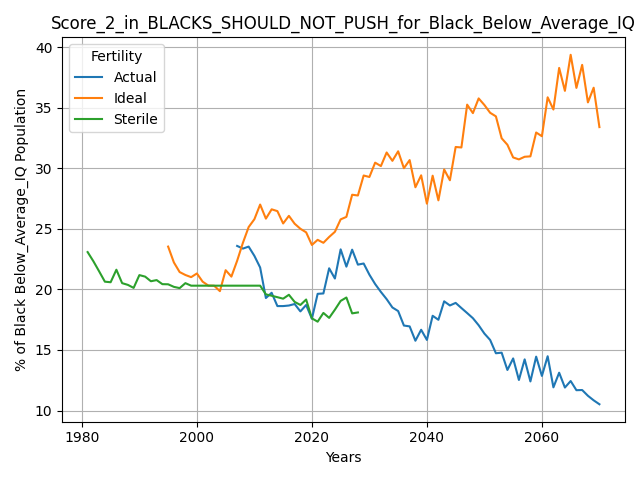 Score_2_in_BLACKS_SHOULD_NOT_PUSH_for_Black_Below_Average_IQ
Fertility
Actual
Ideal
Sterile
% of Black Below_Average_IQ Population
40
35
30
25
20
15
10
1980
2000
2020
2040
2060
Years